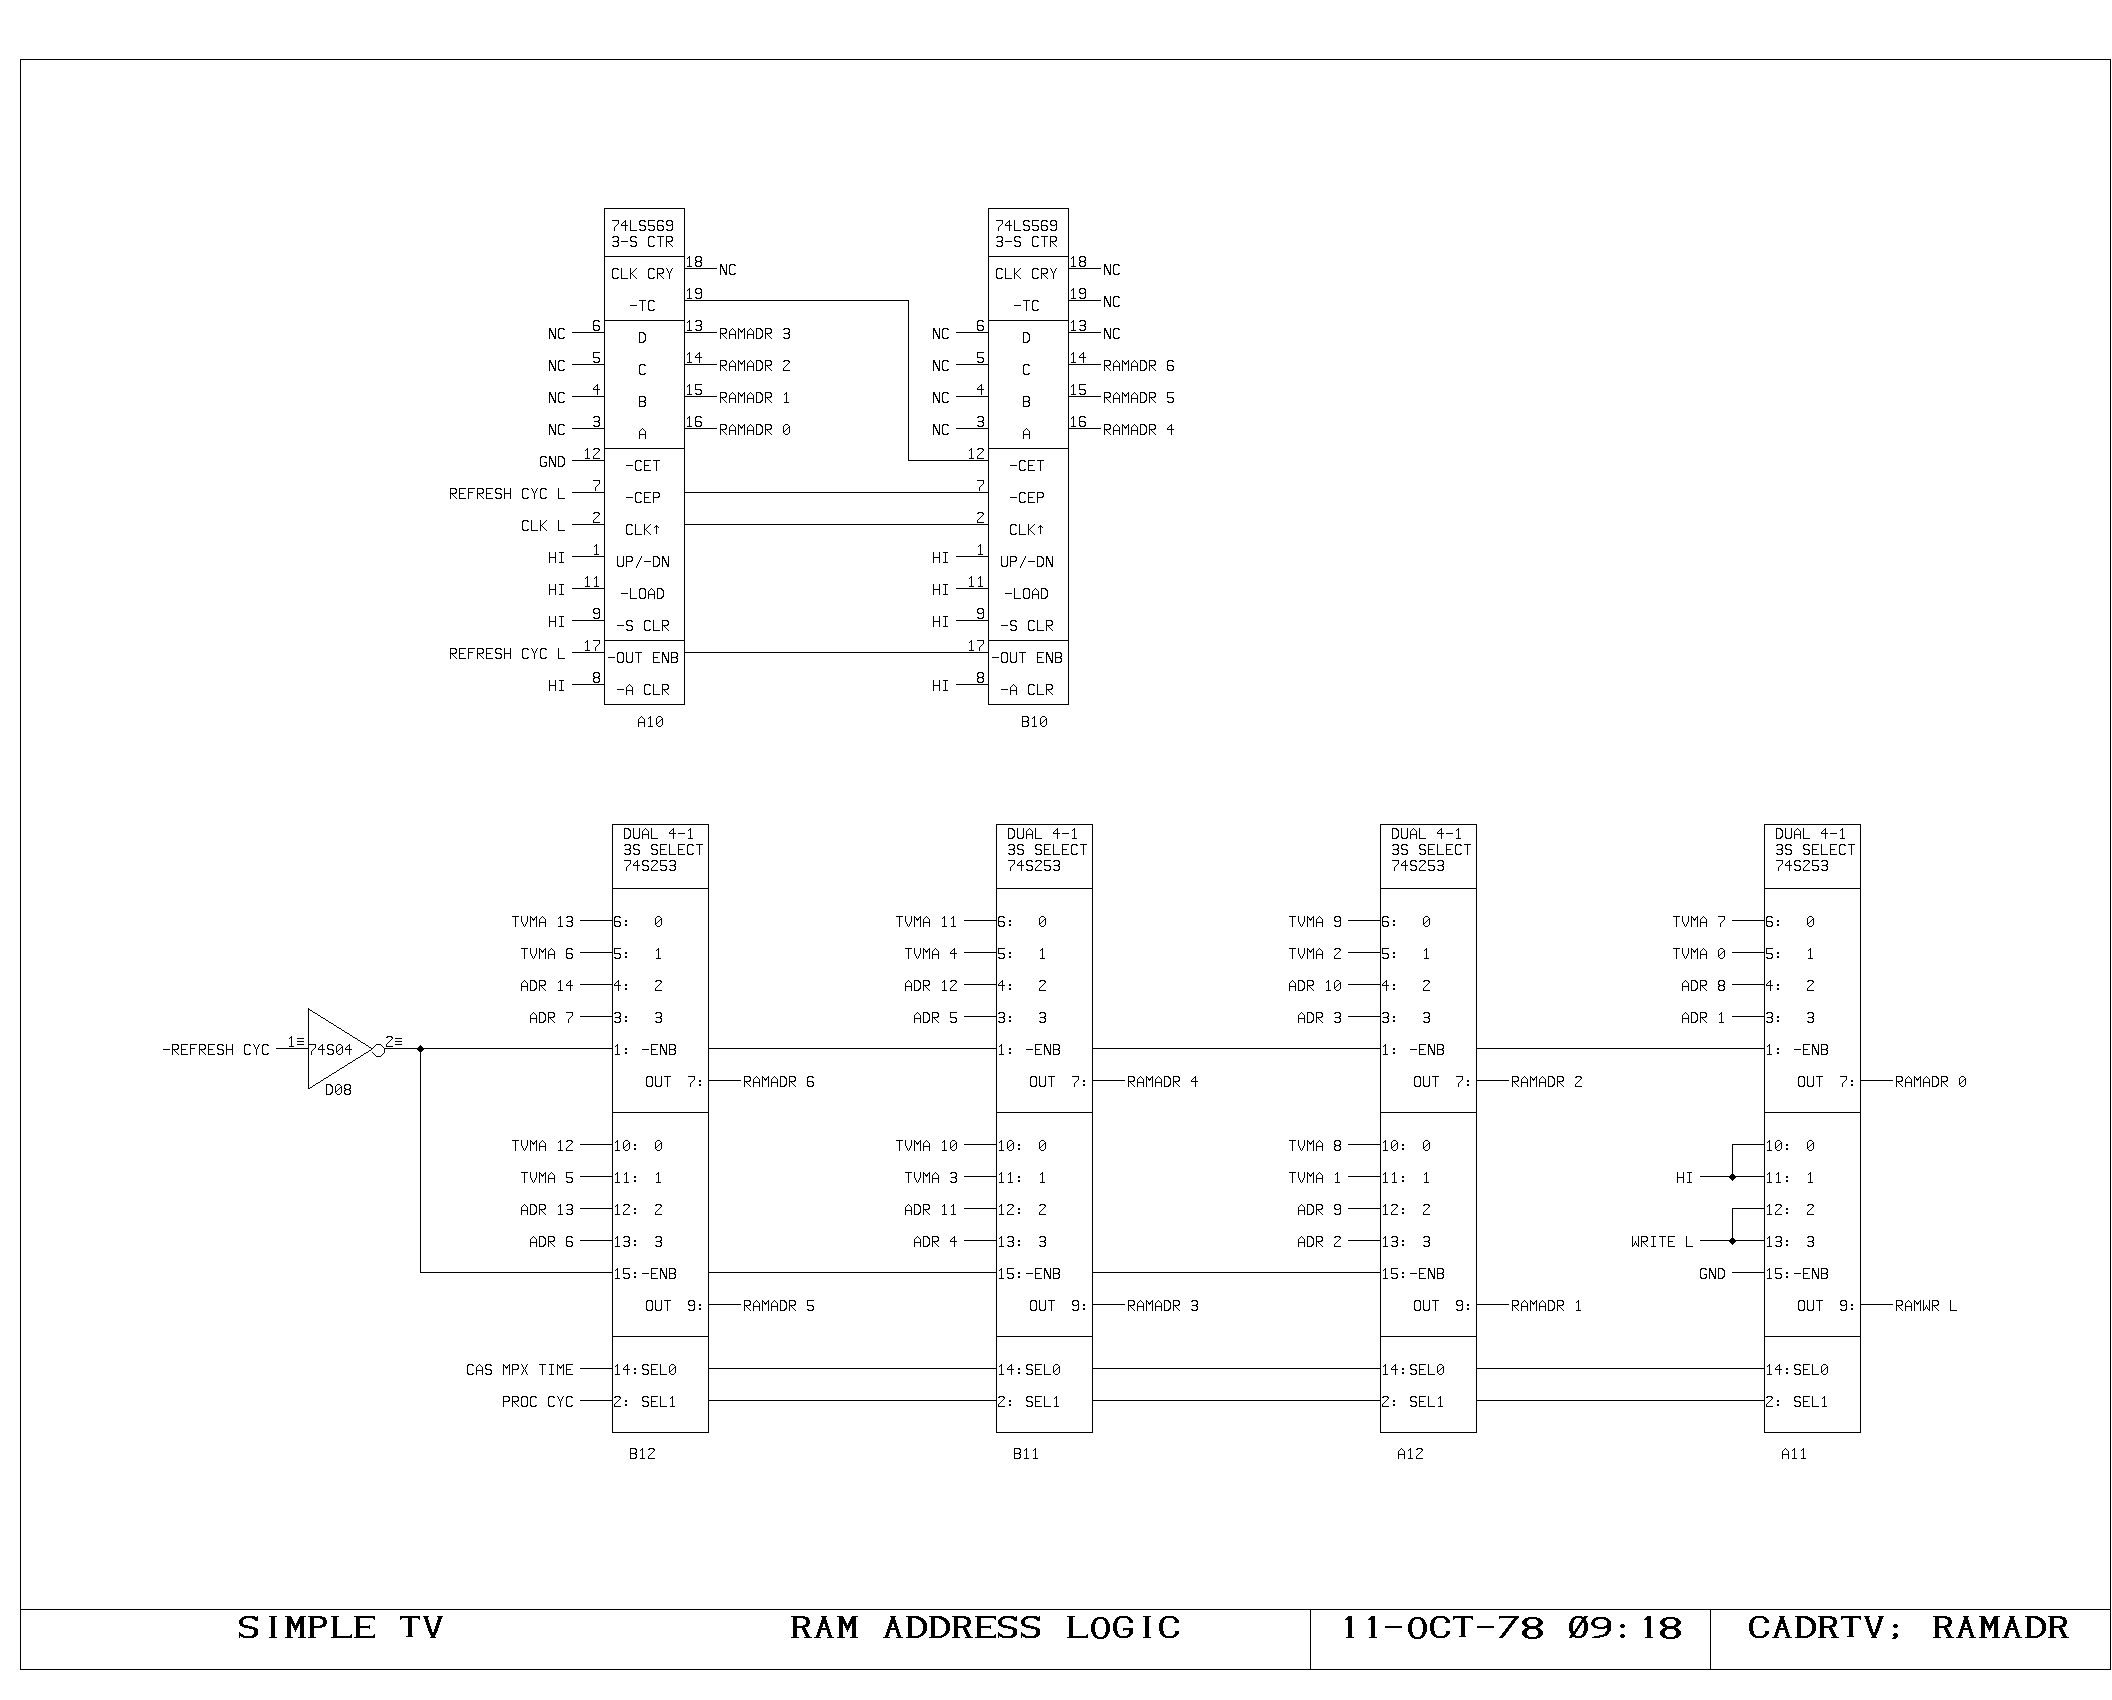 74LS569 74LS569
3-S CTR 3-S CTR
CLK CRY 18 NC CLK CRY 18 NC
-TC 19 -TC 19 NC
NC 6 D 13 RAMADR 3 NC 6 D 13 NC
NC 5 C 14 RAMADR 2 NC 5 C 14 RAMADR 6
NC 4 B 15 RAMADR 1 NC 4 B 15 RAMADR 5
NC 3 A 16 RAMADR 0 NC 3 A 16 RAMADR 4
GND 12 -CET 12 -CET
REFRESH CYC L 7 -CEP 7 -CEP
CLK L 2 CLK↑ 2 CLK↑
HI 1 UP/-DN HI 1 UP/-DN
HI 11 -LOAD HI 11 -LOAD
HI 9 -S CLR HI 9 -S CLR
REFRESH CYC L 17 -OUT ENB 17 -OUT ENB
HI 8 -A CLR HI 8 -A CLR
A10 B10
DUAL 4-1 DUAL 4-1 DUAL 4-1 DUAL 4-1
3S SELECT 3S SELECT 3S SELECT 3S SELECT
74S253 74S253 74S253 74S253
TVMA 13 6: 0 TVMA 11 6: 0 TVMA 9 6: 0 TVMA 7 6: 0
TVMA 6 5: 1 TVMA 4 5: 1 TVMA 2 5: 1 TVMA 0 5: 1
ADR 14 4: 2 ADR 12 4: 2 ADR 10 4: 2 ADR 8 4: 2
ADR 7 3: 3 ADR 5 3: 3 ADR 3 3: 3 ADR 1 3: 3
-REFRESH CYC 1≡ 74S04 2≡ 1: -ENB 1: -ENB 1: -ENB 1: -ENB
OUT 7: RAMADR 6 OUT 7: RAMADR 4 OUT 7: RAMADR 2 OUT 7: RAMADR 0
D08
TVMA 12 10: 0 TVMA 10 10: 0 TVMA 8 10: 0 10: 0
TVMA 5 11: 1 TVMA 3 11: 1 TVMA 1 11: 1 HI 11: 1
ADR 13 12: 2 ADR 11 12: 2 ADR 9 12: 2 12: 2
ADR 6 13: 3 ADR 4 13: 3 ADR 2 13: 3 WRITE L 13: 3
15:-ENB 15:-ENB 15:-ENB GND 15:-ENB
OUT 9: RAMADR 5 OUT 9: RAMADR 3 OUT 9: RAMADR 1 OUT 9: RAMWR L
CAS MPX TIME 14:SEL0 14:SEL0 14:SEL0 14:SEL0
PROC CYC 2: SEL1 2: SEL1 2: SEL1 2: SEL1
B12 B11 A12 A11
SIMPLE TV RAM ADDRESS LOGIC 11-OCT-78 Ø9:18 CADRTV; RAMADR